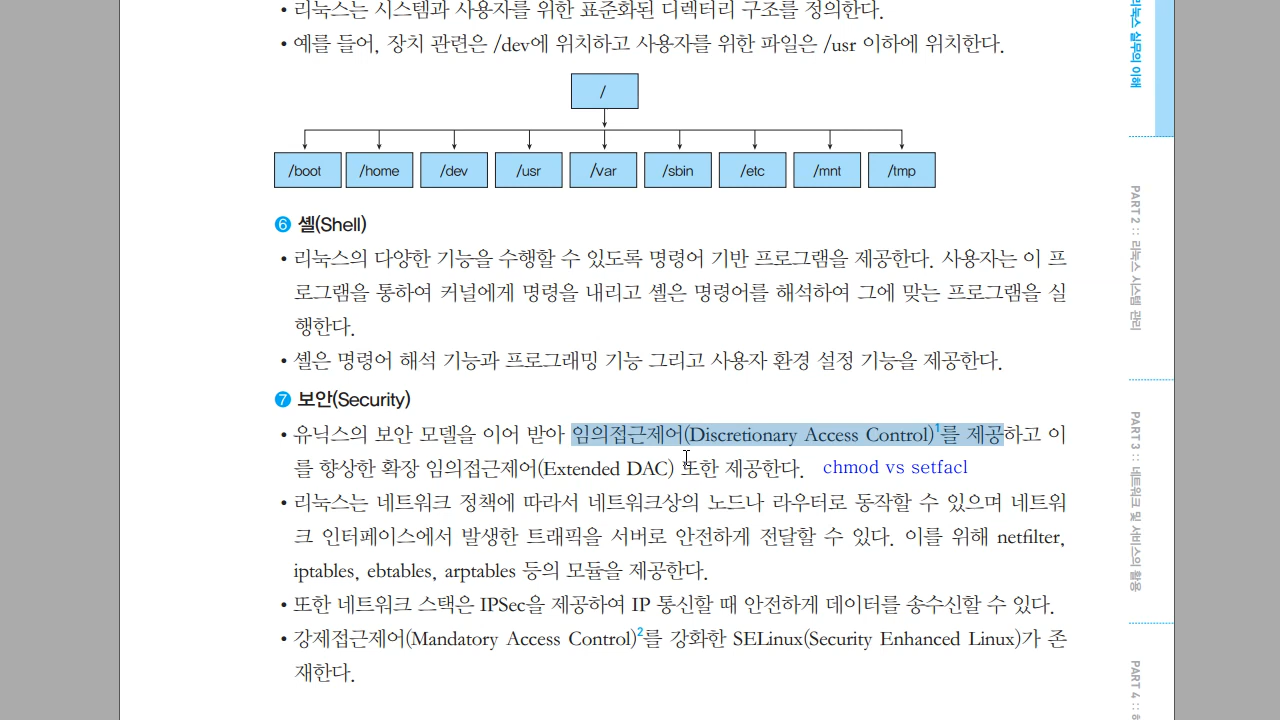 • 리눅스는 시스템과 사용자를 위한 표준화된 디렉터리 구조를 정의한다.
• 예를 들어, 장치 관련은 /dev에 위치하고 사용자를 위한 파일은 /usr 이하에 위치한다.
/
/boot /home /dev /usr /var /sbin /etc /mnt /tmp
❻ 셸(Shell)
• 리눅스의 다양한 기능을 수행할 수 있도록 명령어 기반 프로그램을 제공한다. 사용자는 이 프
로그램을 통하여 커널에게 명령을 내리고 셸은 명령어를 해석하여 그에 맞는 프로그램을 실
행한다.
• 셸은 명령어 해석 기능과 프로그래밍 기능 그리고 사용자 환경 설정 기능을 제공한다.
❼ 보안(Security)
• 유닉스의 보안 모델을 이어 받아 임의접근제어(Discretionary Access Control)1를 제공하고 이
를 향상한 확장 임의접근제어(Extended DAC) 또한 제공한다. chmod vs setfacl
• 리눅스는 네트워크 정책에 따라서 네트워크상의 노드나 라우터로 동작할 수 있으며 네트워
크 인터페이스에서 발생한 트래픽을 서버로 안전하게 전달할 수 있다. 이를 위해 netfilter,
iptables, ebtables, arptables 등의 모듈을 제공한다.
• 또한 네트워크 스택은 IPSec을 제공하여 IP 통신할 때 안전하게 데이터를 송수신할 수 있다.
• 강제접근제어(Mandatory Access Control)2를 강화한 SELinux(Security Enhanced Linux)가 존
재한다.
리눅스 실무의 이해
PART 2 :: 리눅스 시스템 관리
PART 3 :: 네트워크 및 서비스의 활용
PART 4 ::